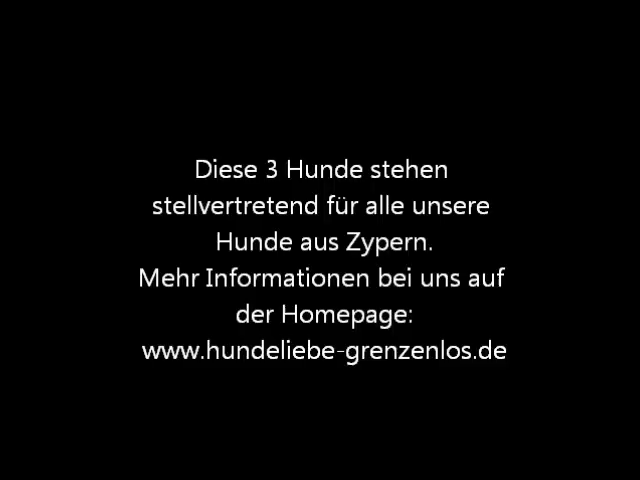 Diese 3 Hunde stehen
stellvertretend für alle unsere
Hunde aus Zypern.
Mehr Informationen bei uns auf
der Homepage:
www.hundeliebe-grenzenlos.de